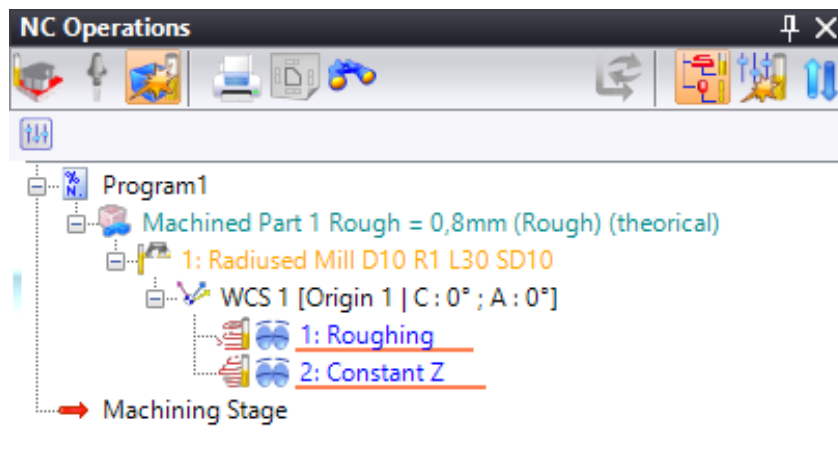 NC Operations
Program1
Machined Part 1 Rough = 0,8mm (Rough) (theorical)
1: Radiused Mill D10 R1 L30 SD10
WCS 1 [Origin 1 | C : 0° ; A : 0°]
1: Roughing
2: Constant Z
Machining Stage